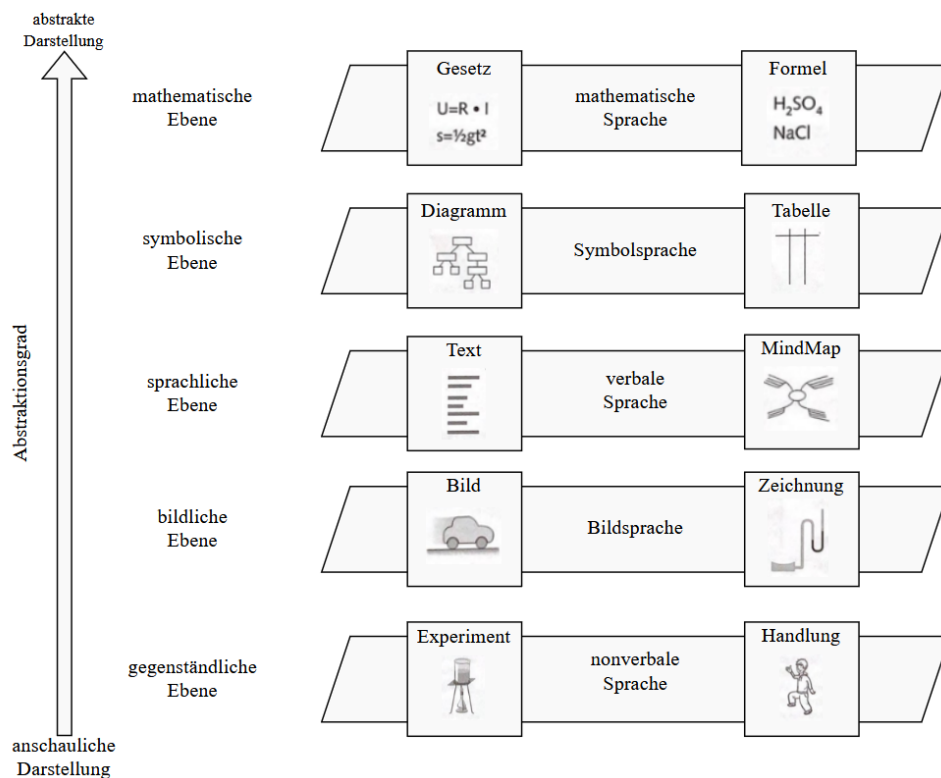 abstrakte
Darstellung
mathematische
Ebene
Gesetz
U=R • I
s=½gt²
mathematische
Sprache
Formel
H₂SO₄
NaCl
symbolische
Ebene
Diagramm
Symbolsprache
Tabelle
Abstraktionsgrad
sprachliche
Ebene
Text
verbale
Sprache
MindMap
bildliche
Ebene
Bild
Bildsprache
Zeichnung
gegenständliche
Ebene
Experiment
nonverbale
Sprache
Handlung
anschauliche
Darstellung